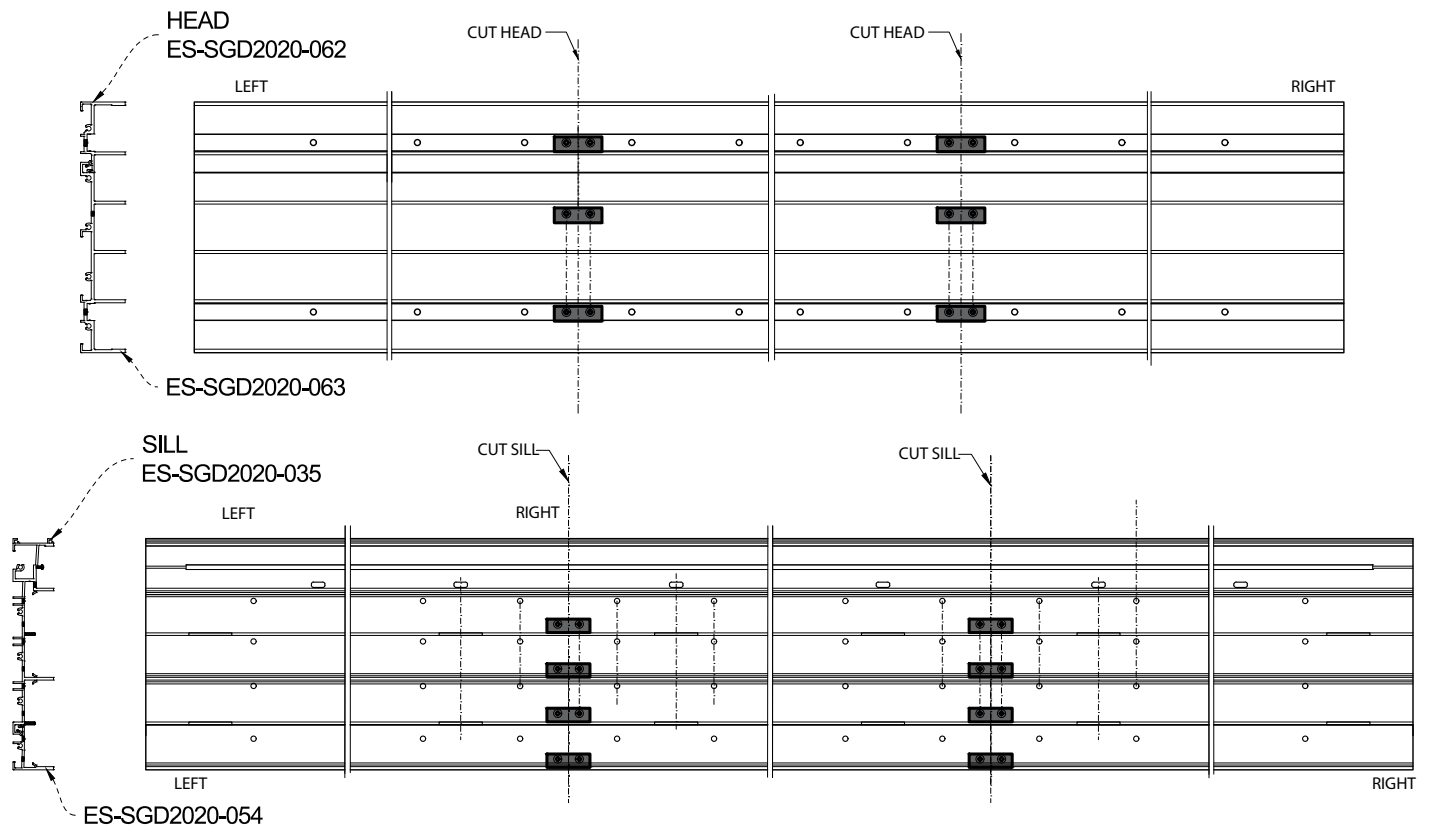 HEAD
ES-SGD2020-062
CUT HEAD
CUT HEAD
LEFT
RIGHT
ES-SGD2020-063
SILL
ES-SGD2020-035
CUT SILL
CUT SILL
LEFT
RIGHT
LEFT
RIGHT
ES-SGD2020-054